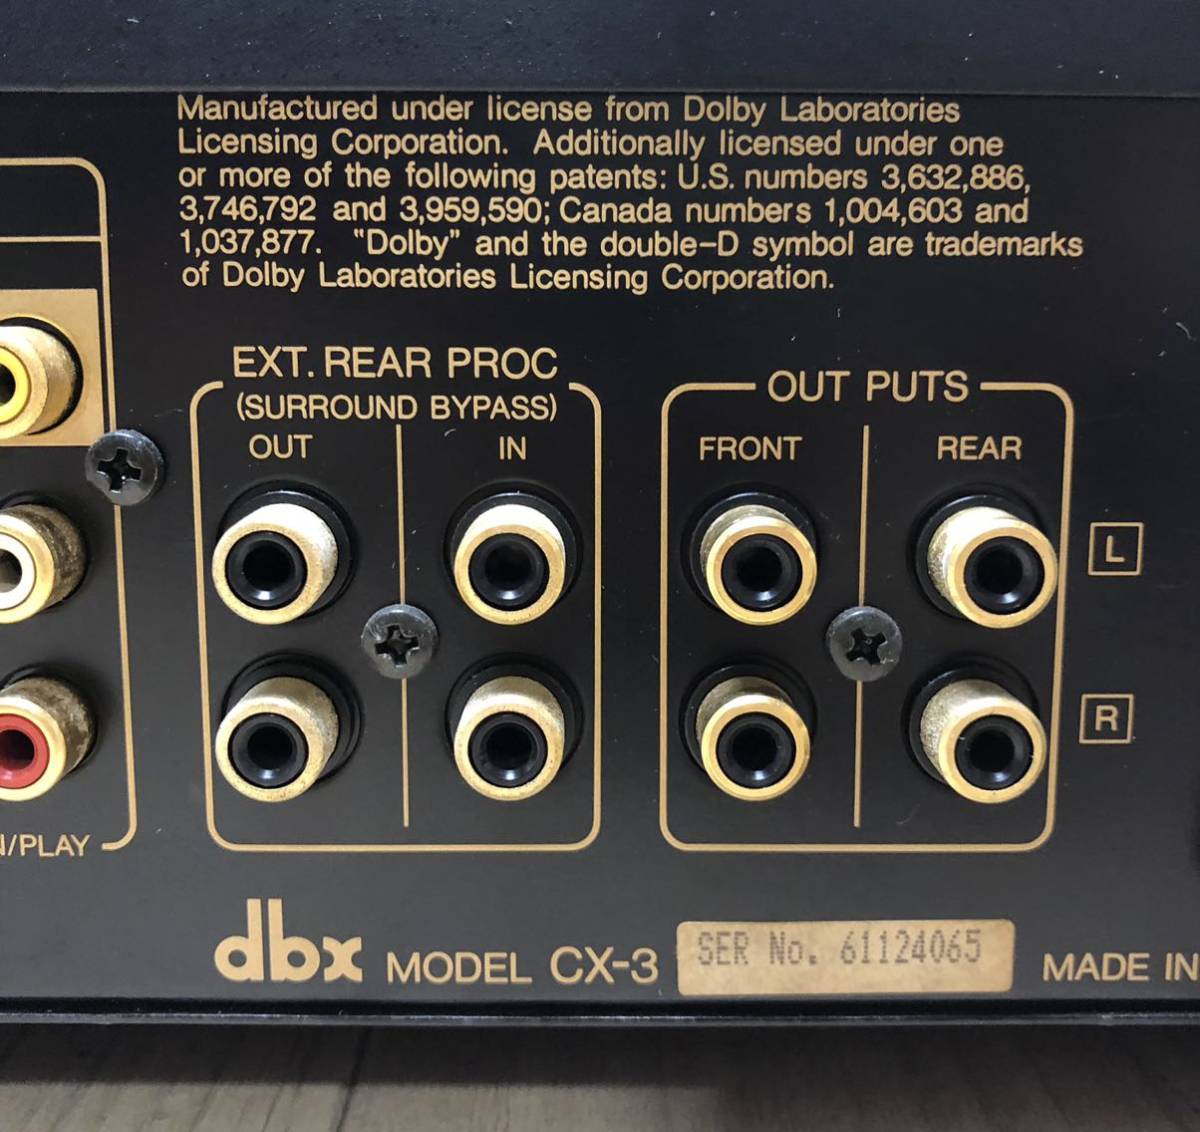 Manufactured under license from Dolby Laboratories
Licensing Corporation. Additionally licensed under one
or more of the following patents: U.S. numbers 3,632,886,
3,746,792 and 3,959,590; Canada numbers 1,004,603 and
1,037,877. "Dolby" and the double-D symbol are trademarks
of Dolby Laboratories Licensing Corporation.
EXT. REAR PROC
(SURROUND BYPASS)
OUT IN
OUT PUTS
FRONT REAR
L
R
/PLAY
dbx MODEL CX-3 SER No. 61124065 MADE IN